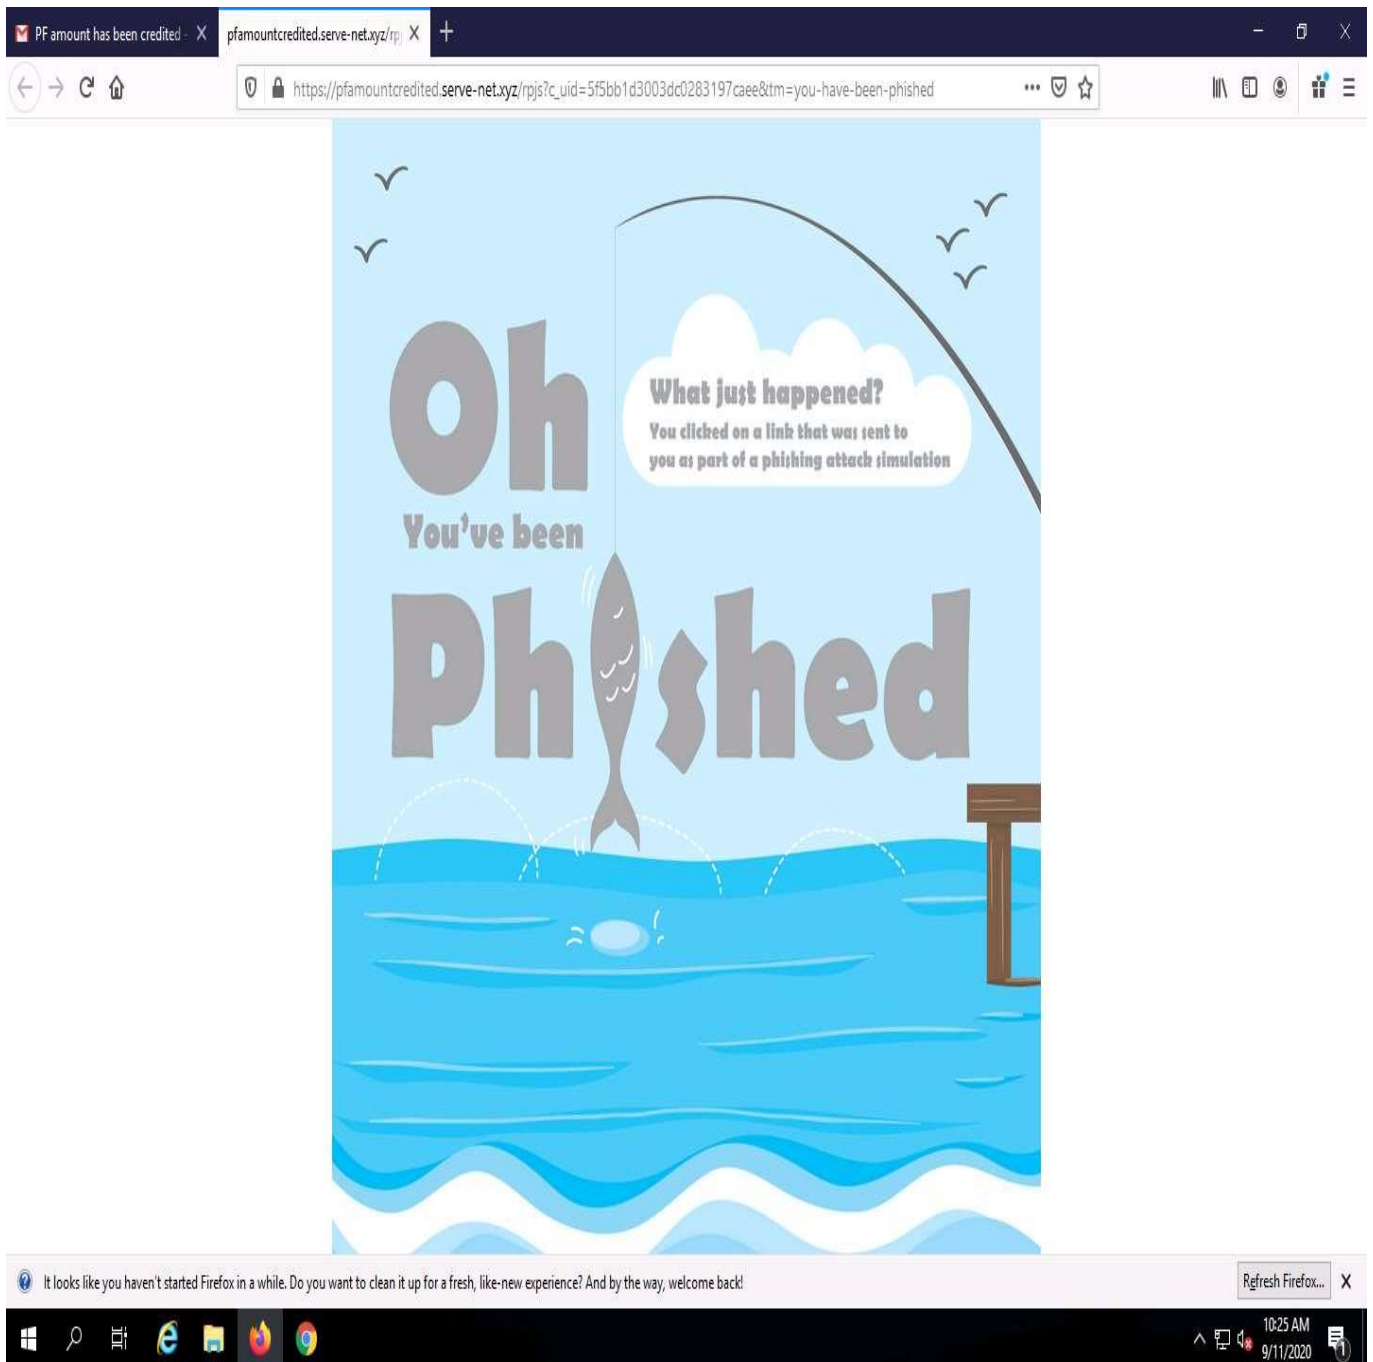 PF amount has been credited -
pfamountcredited.serve-net.xyz/rp
https://pfamountcredited.serve-net.xyz/rpjs?c_uid=5f5bb1d3003dc0283197caee&tm=you-have-been-phished
Oh
What just happened?
You clicked on a link that was sent to
you as part of a phishing attack simulation
You've been
Phished
It looks like you haven't started Firefox in a while. Do you want to clean it up for a fresh, like-new experience? And by the way, welcome back!
Refresh Firefox...
10:25 AM
9/11/2020
1